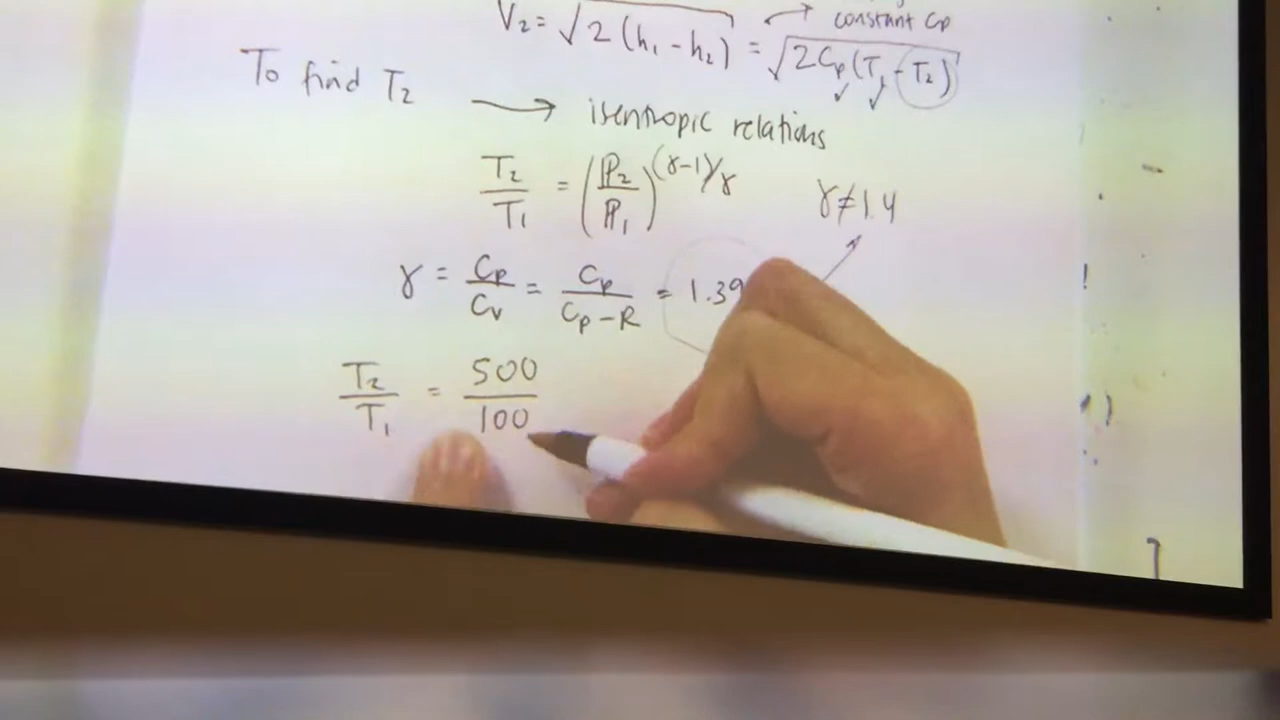 constant Cp
V₂ = √2(h₁ - h₂) = √2Cp(T₁ - T₂)
To find T₂ → isentropic relations
T₂/T₁ = (P₂/P₁)^(γ-1)/γ
γ ≠ 1.4
γ = Cp/Cv = Cp/(Cp - R) = 1.39
T₂/T₁ = 500/100